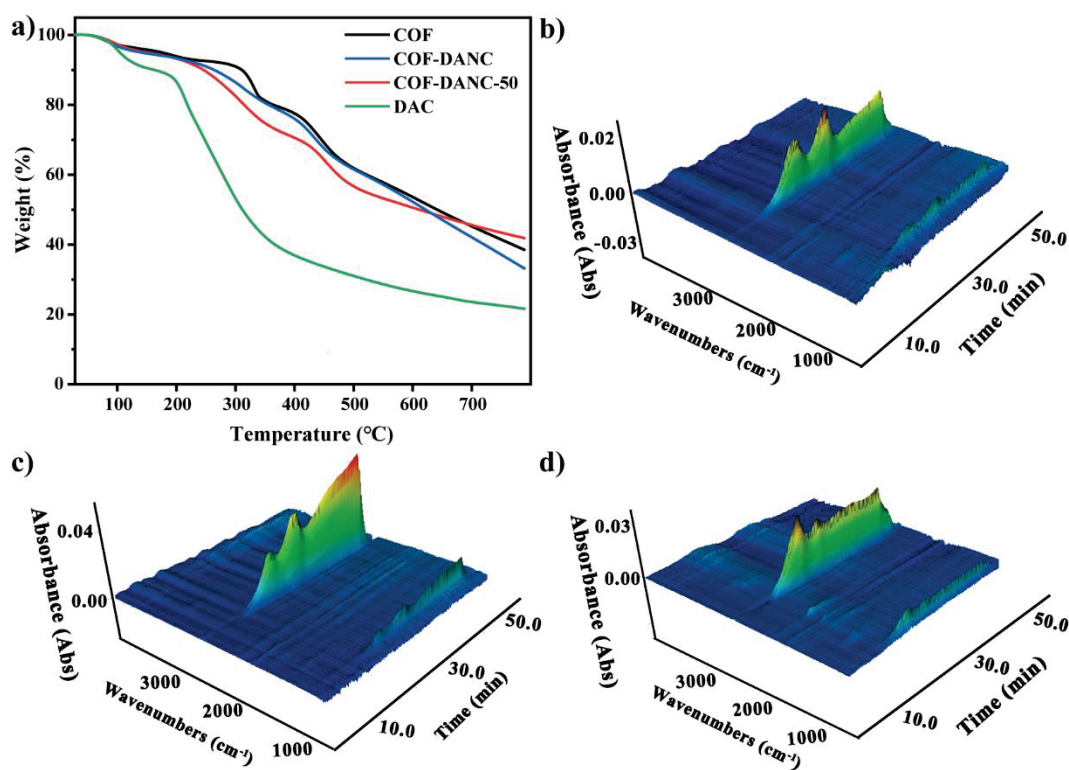 a)
100
80
60
40
20
0
Weight (%)
COF
COF-DANC
COF-DANC-50
DAC
100 200 300 400 500 600 700
Temperature (℃)
b)
0.02
0.00
-0.03
Absorbance (Abs)
3000
2000
1000
Wavenumbers (cm⁻¹)
10.0
30.0
50.0
Time (min)
c)
0.04
0.00
Absorbance (Abs)
3000
2000
1000
Wavenumbers (cm⁻¹)
10.0
30.0
50.0
Time (min)
d)
0.03
0.00
Absorbance (Abs)
3000
2000
1000
Wavenumbers (cm⁻¹)
10.0
30.0
50.0
Time (min)